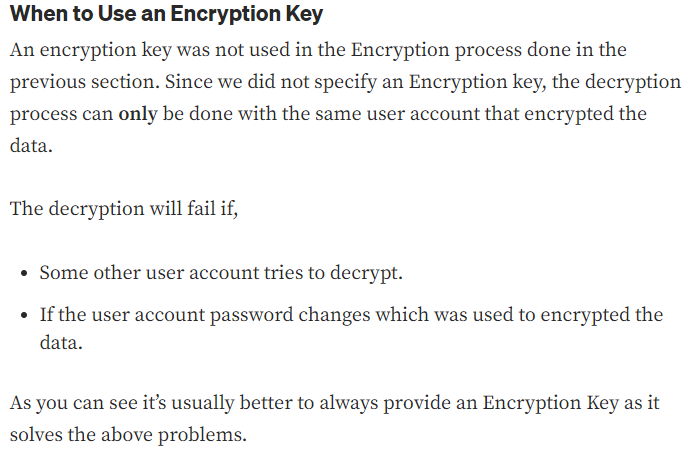 When to Use an Encryption Key
An encryption key was not used in the Encryption process done in the
previous section. Since we did not specify an Encryption key, the decryption
process can only be done with the same user account that encrypted the
data.
The decryption will fail if,
• Some other user account tries to decrypt.
• If the user account password changes which was used to encrypted the
data.
As you can see it’s usually better to always provide an Encryption Key as it
solves the above problems.